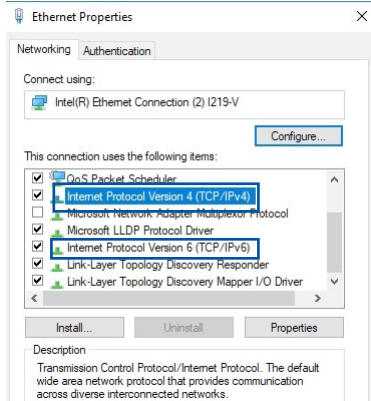 Ethernet Properties
Networking
Authentication
Connect using:
Intel(R) Ethernet Connection (2) I219-V
Configure...
This connection uses the following items:
QoS Packet Scheduler
Internet Protocol Version 4 (TCP/IPv4)
Microsoft Network Adapter Multiplexor Protocol
Microsoft LLDP Protocol Driver
Internet Protocol Version 6 (TCP/IPv6)
Link-Layer Topology Discovery Responder
Link-Layer Topology Discovery Mapper I/O Driver
Install...
Uninstall
Properties
Description
Transmission Control Protocol/Internet Protocol. The default
wide area network protocol that provides communication
across diverse interconnected networks.